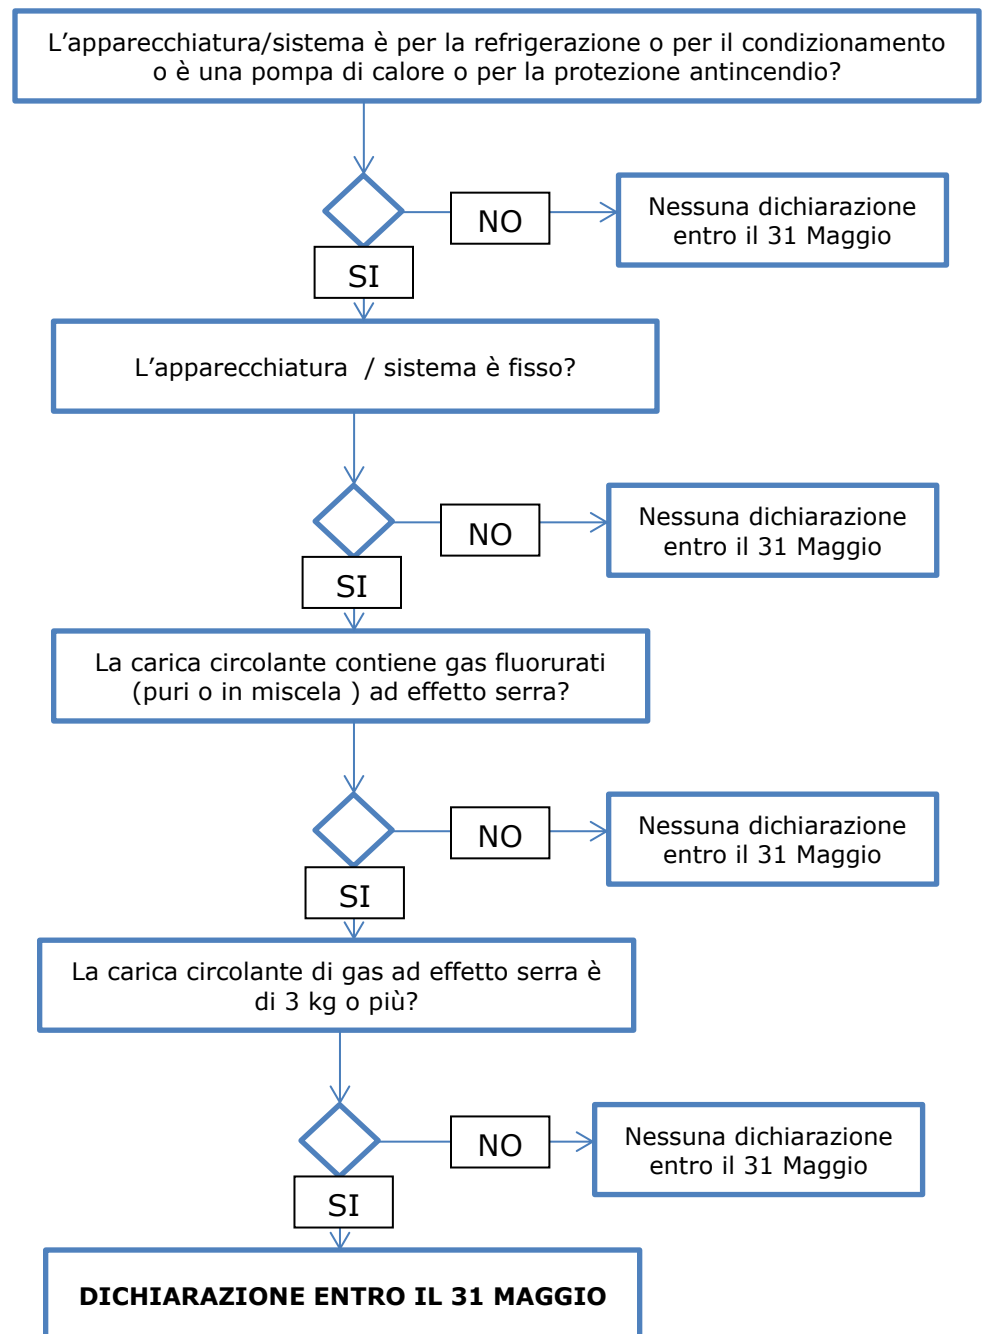 L’apparecchiatura/sistema è per la refrigerazione o per il condizionamento
o è una pompa di calore o per la protezione antincendio?
NO
Nessuna dichiarazione
entro il 31 Maggio
SI
L’apparecchiatura / sistema è fisso?
NO
Nessuna dichiarazione
entro il 31 Maggio
SI
La carica circolante contiene gas fluorurati
(puri o in miscela ) ad effetto serra?
NO
Nessuna dichiarazione
entro il 31 Maggio
SI
La carica circolante di gas ad effetto serra è
di 3 kg o più?
NO
Nessuna dichiarazione
entro il 31 Maggio
SI
DICHIARAZIONE ENTRO IL 31 MAGGIO